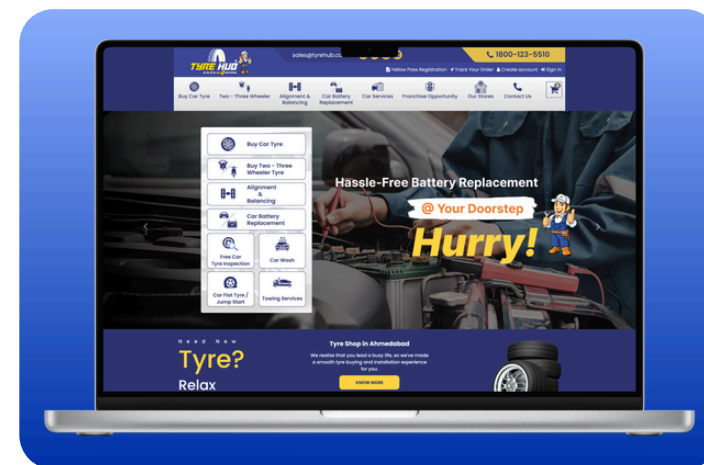 TYRE HUB
sales@tyrehub.co
1800-123-5510
Yellow Pass Registration Track Your Order Create account Sign in
Buy Car Tyre Two - Three Wheeler Alignment & Balancing Car Battery Replacement Car Services Franchise Opportunity Our Stores Contact Us
Buy Car Tyre
Buy Two - Three
Wheeler Tyre
Alignment
&
Balancing
Car Battery
Replacement
Free Car
Tyre Inspection
Car Wash
Car Flat Tyre /
Jump Start
Towing Services
Hassle-Free Battery Replacement
@ Your Doorstep
Hurry!
Need New
Tyre?
Relax
Tyre Shop in Ahmedabad
We realize that you lead a busy life, so we've made
a smooth tyre buying and installation experience
for you.
KNOW MORE